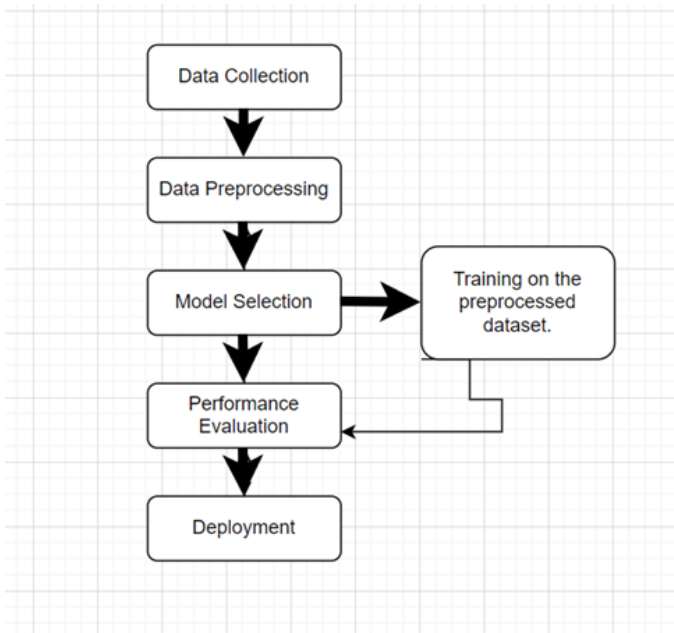 Data Collection
Data Preprocessing
Model Selection
Training on the
preprocessed
dataset.
Performance
Evaluation
Deployment